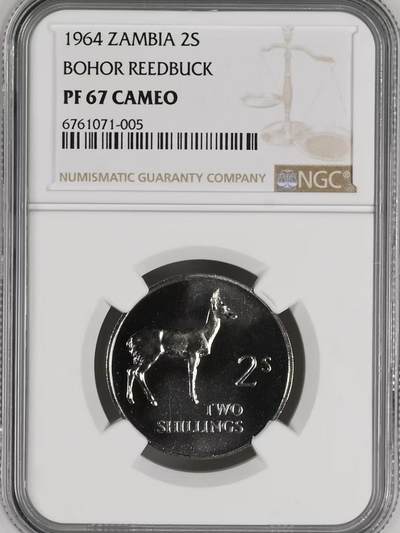 1964 ZAMBIA 2S
BOHOR REEDBUCK
PF 67 CAMEO
6761071-005
NUMISMATIC GUARANTY COMPANY NGC®
2S
TWO
SHILLINGS